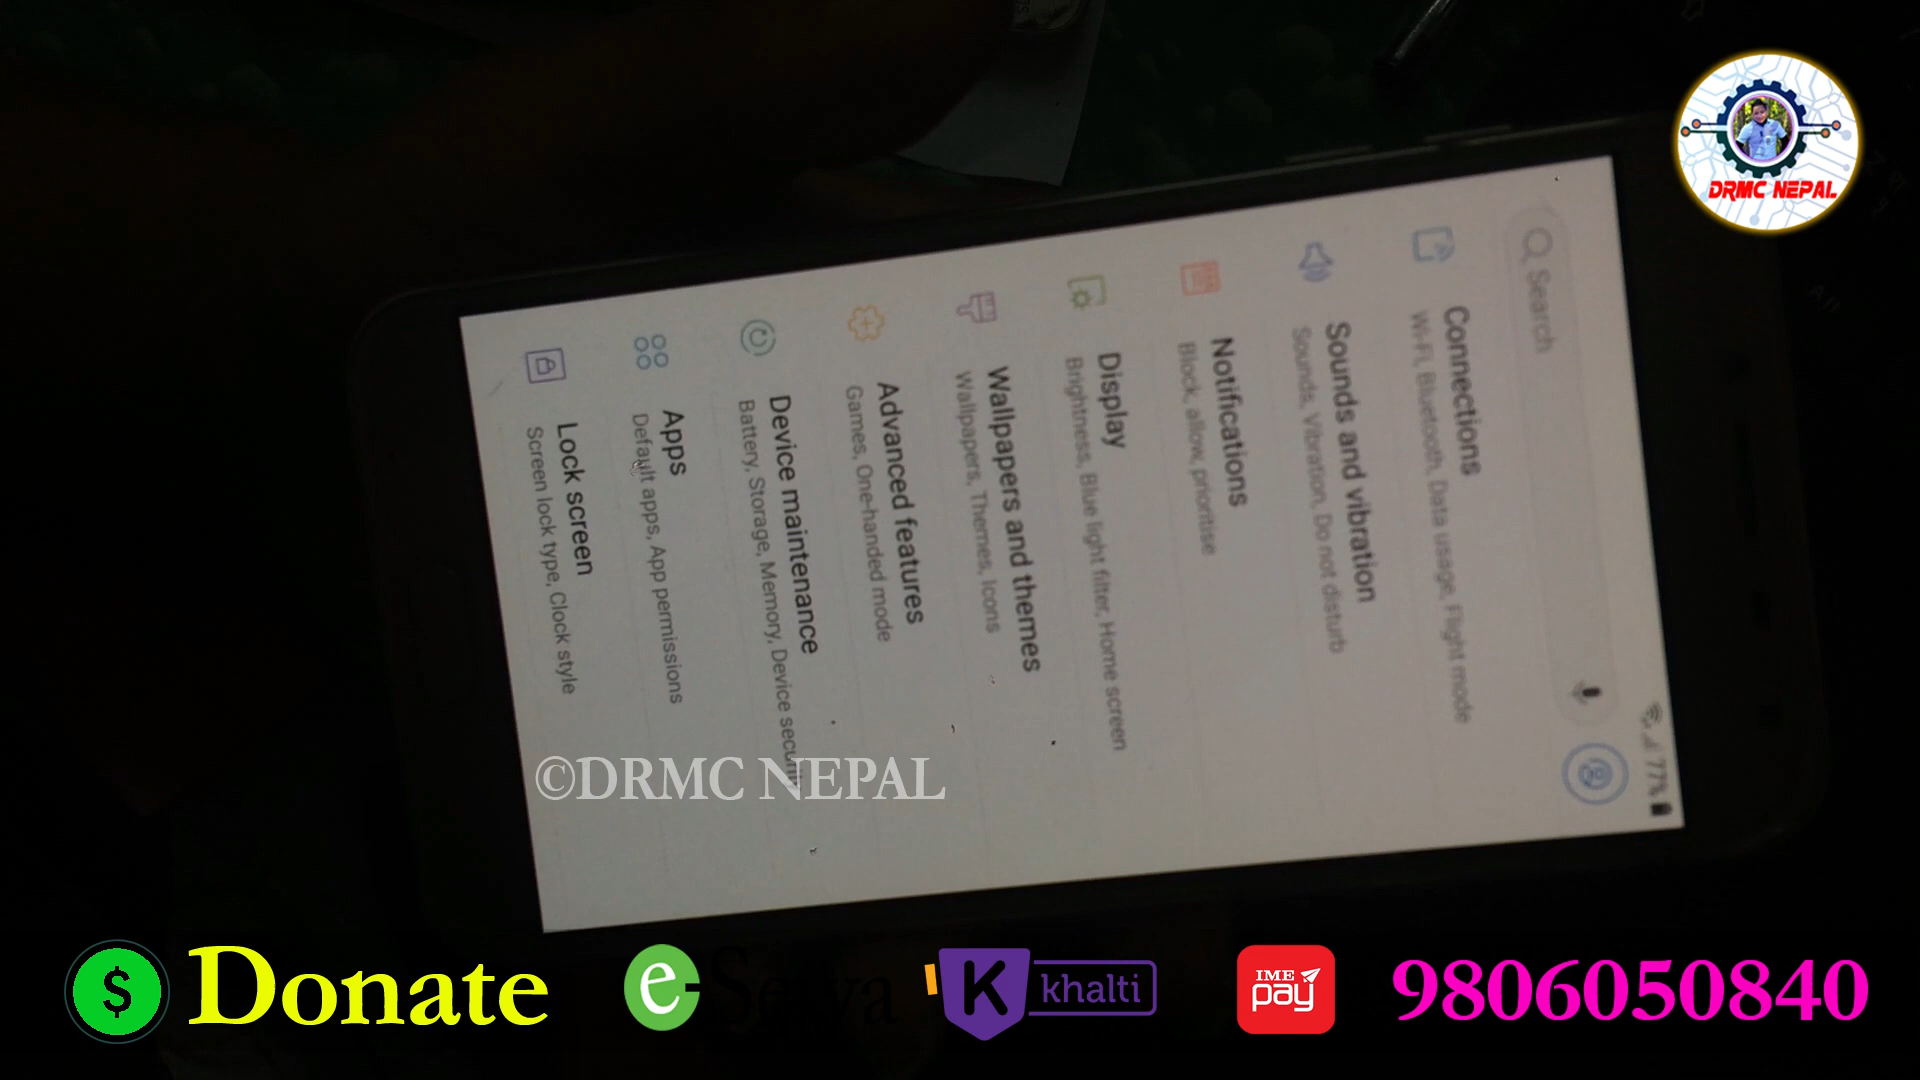 DRMC NEPAL
77%
Search
Connections
Wi-Fi, Bluetooth, Data usage, Flight mode
Sounds and vibration
Sounds, Vibration, Do not disturb
Notifications
Block, allow, prioritise
Display
Brightness, Blue light filter, Home screen
Wallpapers and themes
Wallpapers, Themes, Icons
Advanced features
Games, One-handed mode
Device maintenance
Battery, Storage, Memory, Device security
Apps
Default apps, App permissions
Lock screen
Screen lock type, Clock style
©DRMC NEPAL
$ Donate e-Sewa K khalti IME pay 9806050840